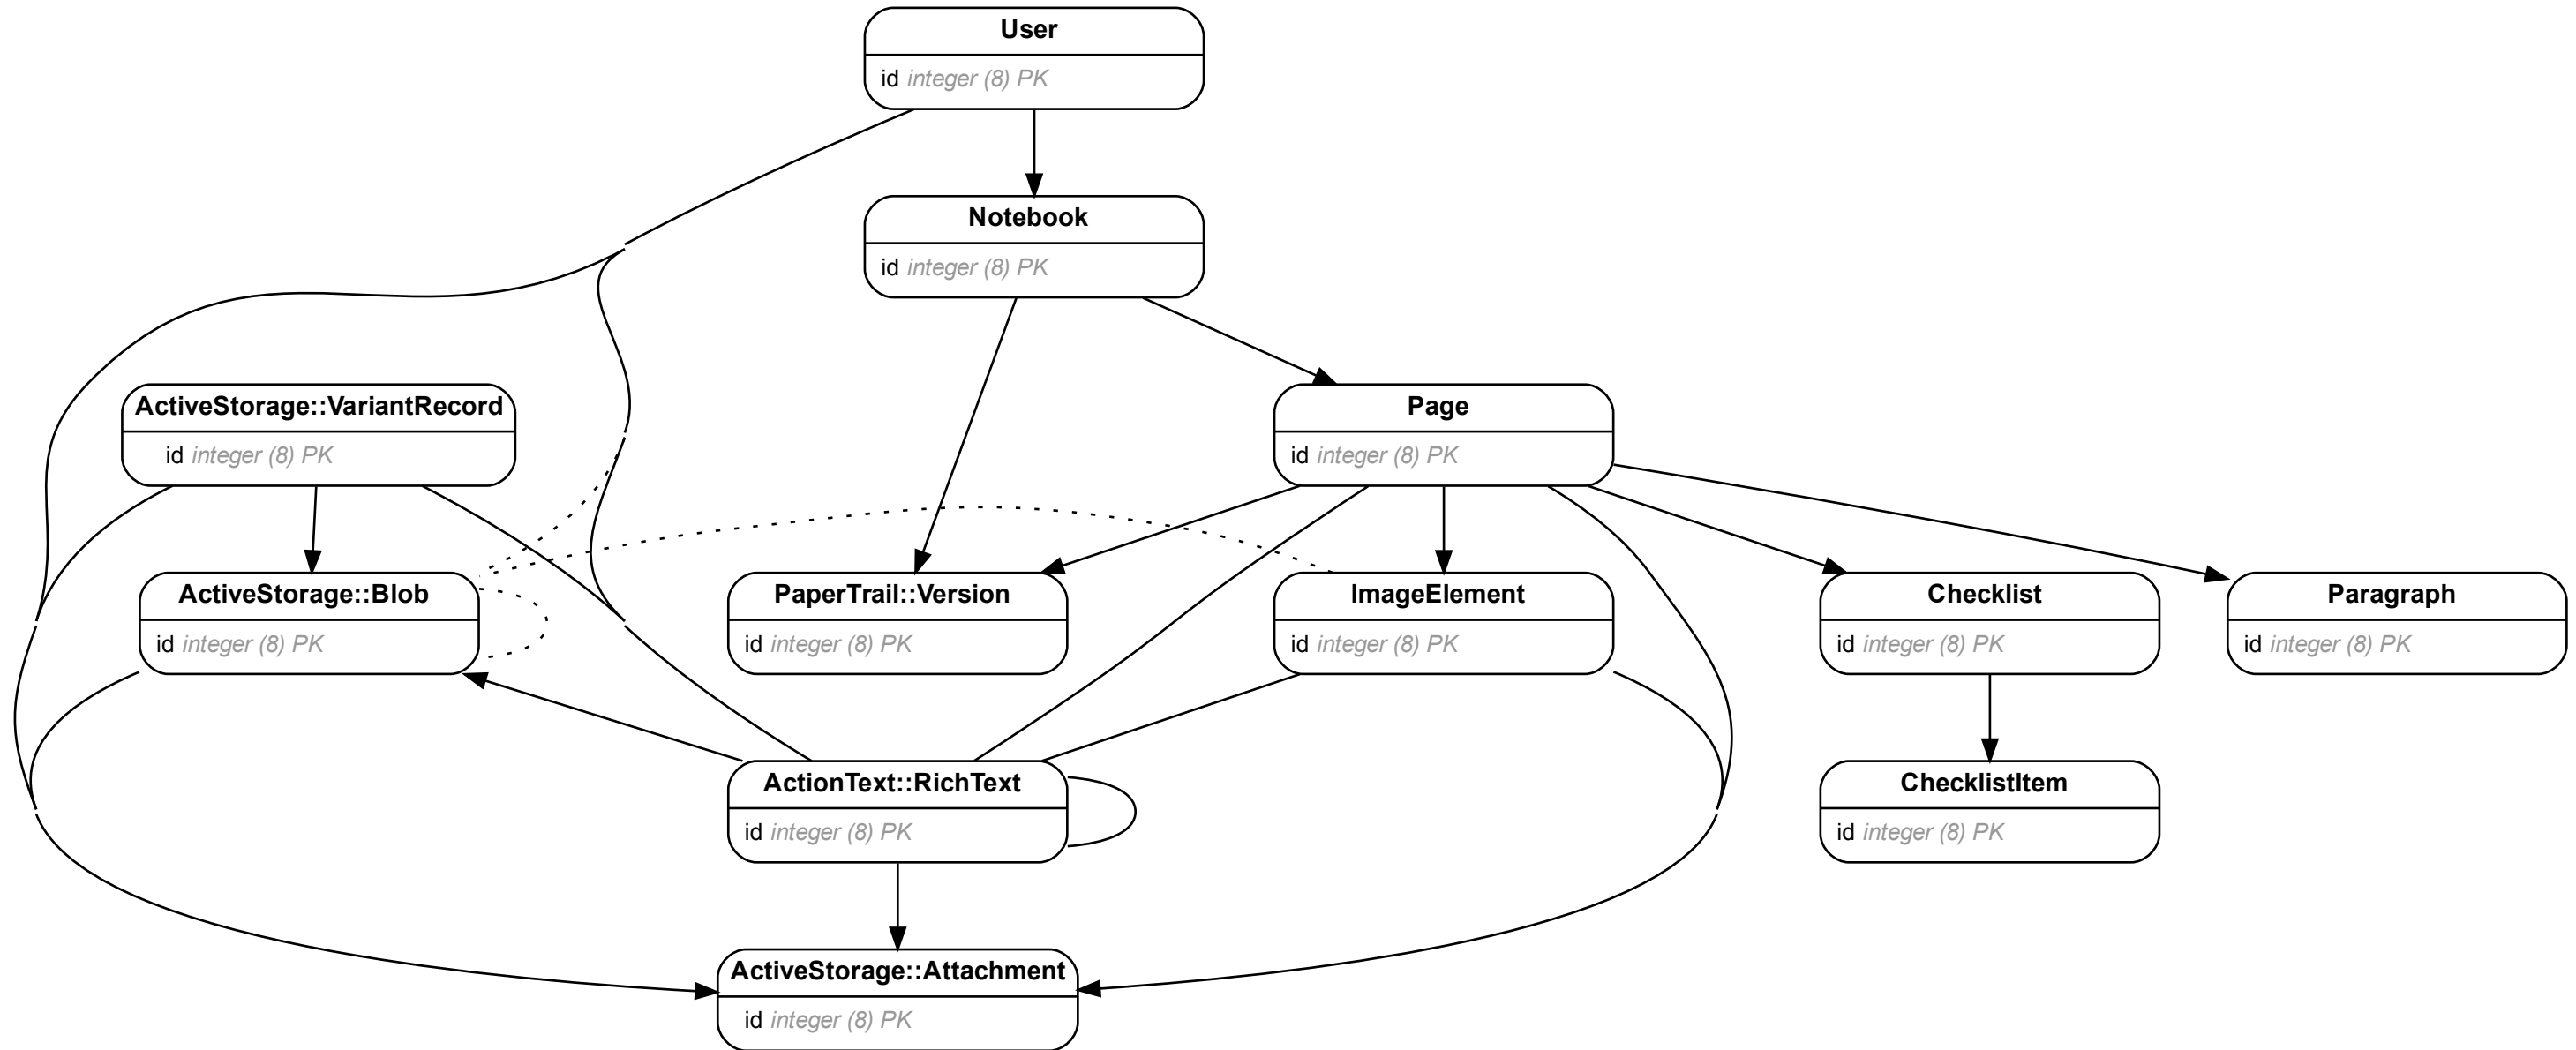 User
id integer (8) PK
Notebook
id integer (8) PK
ActiveStorage::VariantRecord
id integer (8) PK
Page
id integer (8) PK
ActiveStorage::Blob
id integer (8) PK
PaperTrail::Version
id integer (8) PK
ImageElement
id integer (8) PK
Checklist
id integer (8) PK
Paragraph
id integer (8) PK
ActionText::RichText
id integer (8) PK
ChecklistItem
id integer (8) PK
ActiveStorage::Attachment
id integer (8) PK